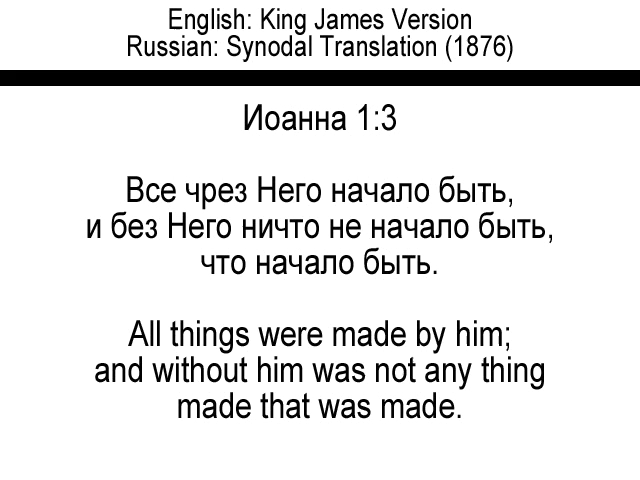 English: King James Version
Russian: Synodal Translation (1876)
Иоанна 1:3
Все чрез Него начало быть,
и без Него ничто не начало быть,
что начало быть.
All things were made by him;
and without him was not any thing
made that was made.